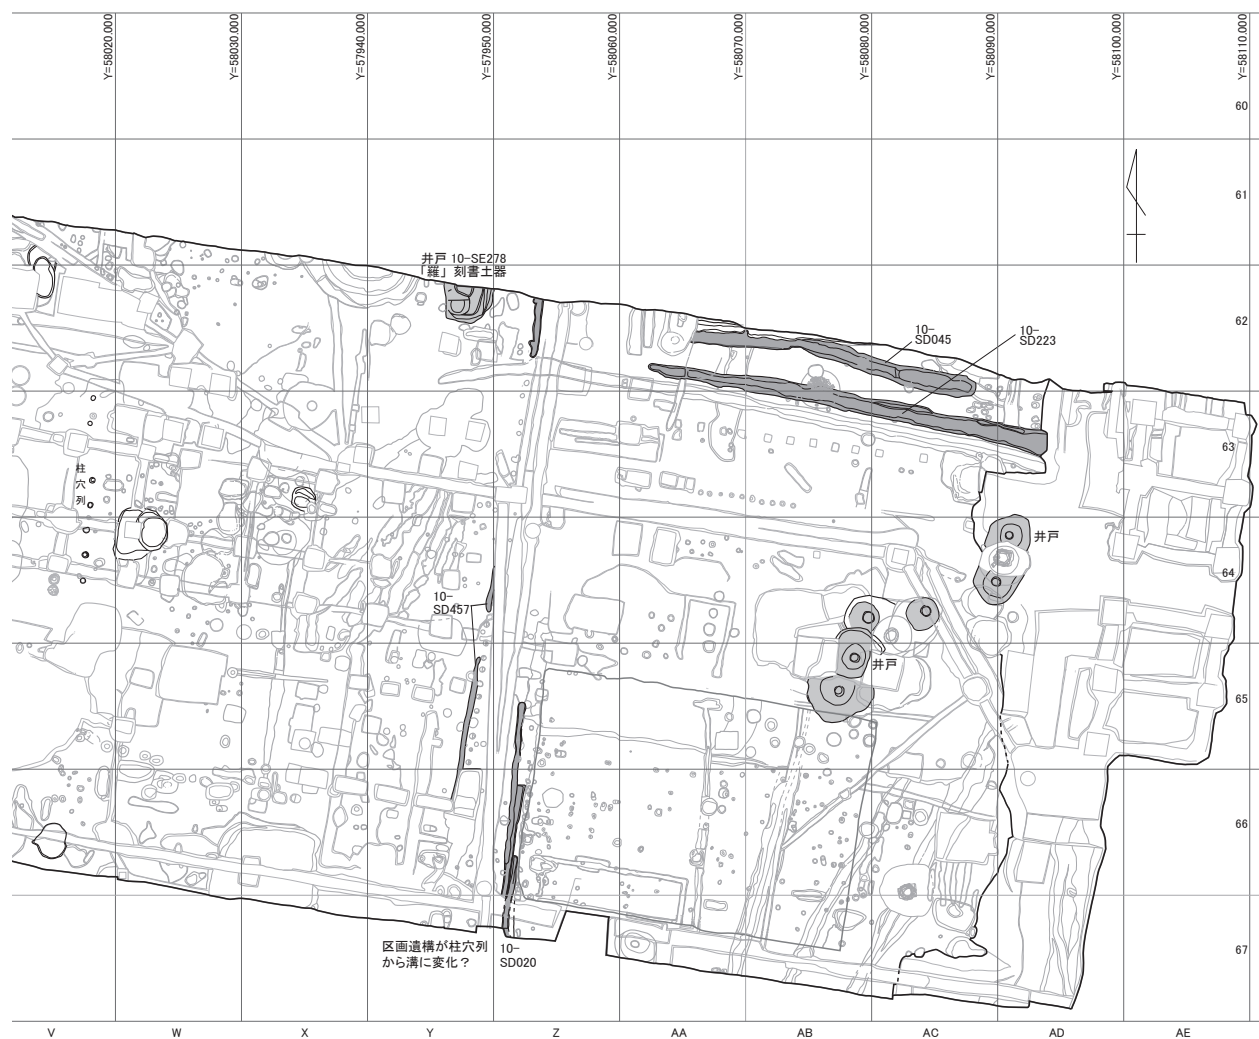 Y=58020.000
Y=58030.000
Y=57940.000
Y=57950.000
Y=58060.000
Y=58070.000
Y=58080.000
Y=58090.000
Y=58100.000
Y=58110.000
60
61
井戸 10-SE278
「羅」刻書土器
62
10-
SD045
10-
SD223
63
柱穴列
井戸
64
10-
SD457
井戸
65
66
区画遺構が柱穴列
から溝に変化？
10-
SD020
67
V
W
X
Y
Z
AA
AB
AC
AD
AE